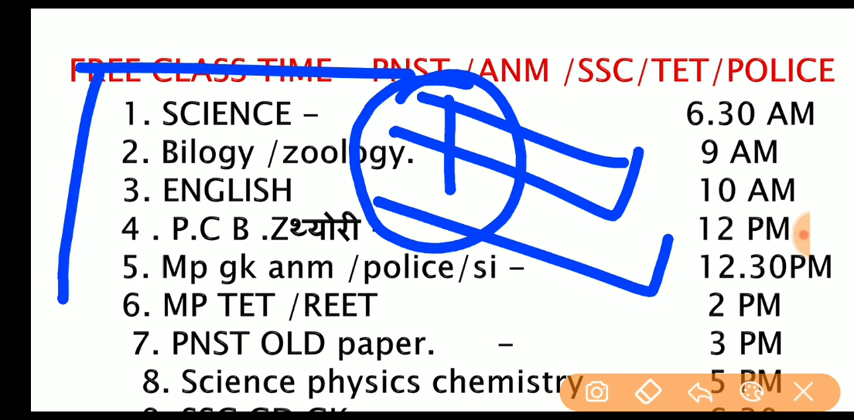 FREE CLASS TIME PNST /ANM /SSC/TET/POLICE
1. SCIENCE – 6.30 AM
2. Bilogy /zoology. 9 AM
3. ENGLISH 10 AM
4 . P.C B .Zथ्योरी 12 PM
5. Mp gk anm /police/si – 12.30PM
6. MP TET /REET 2 PM
7. PNST OLD paper. – 3 PM
8. Science physics chemistry 5 PM